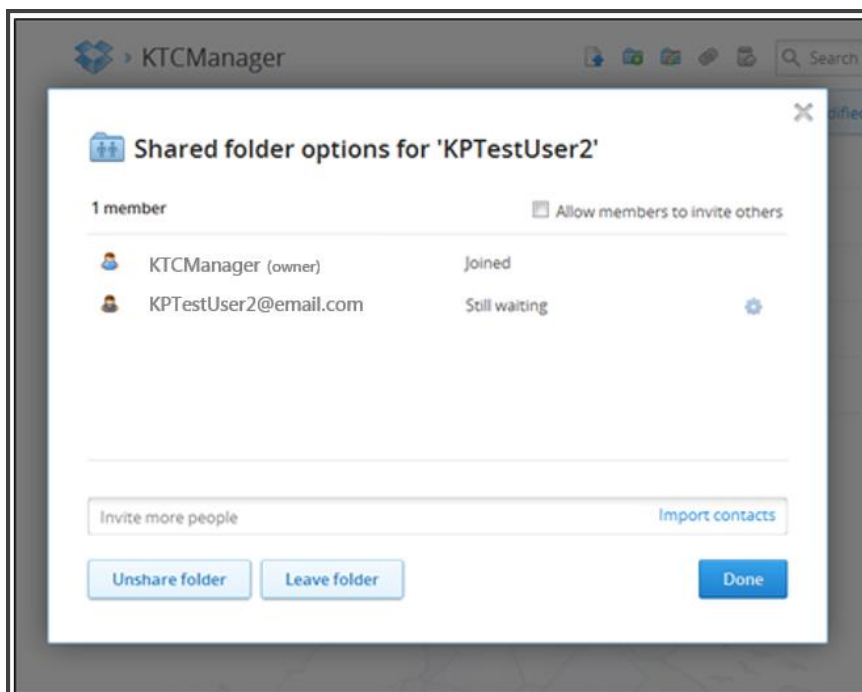 › KTCManager
Search
Shared folder options for 'KPTestUser2'
1 member Allow members to invite others
KTCManager (owner) Joined
KPTestUser2@email.com Still waiting
Invite more people Import contacts
Unshare folder Leave folder Done